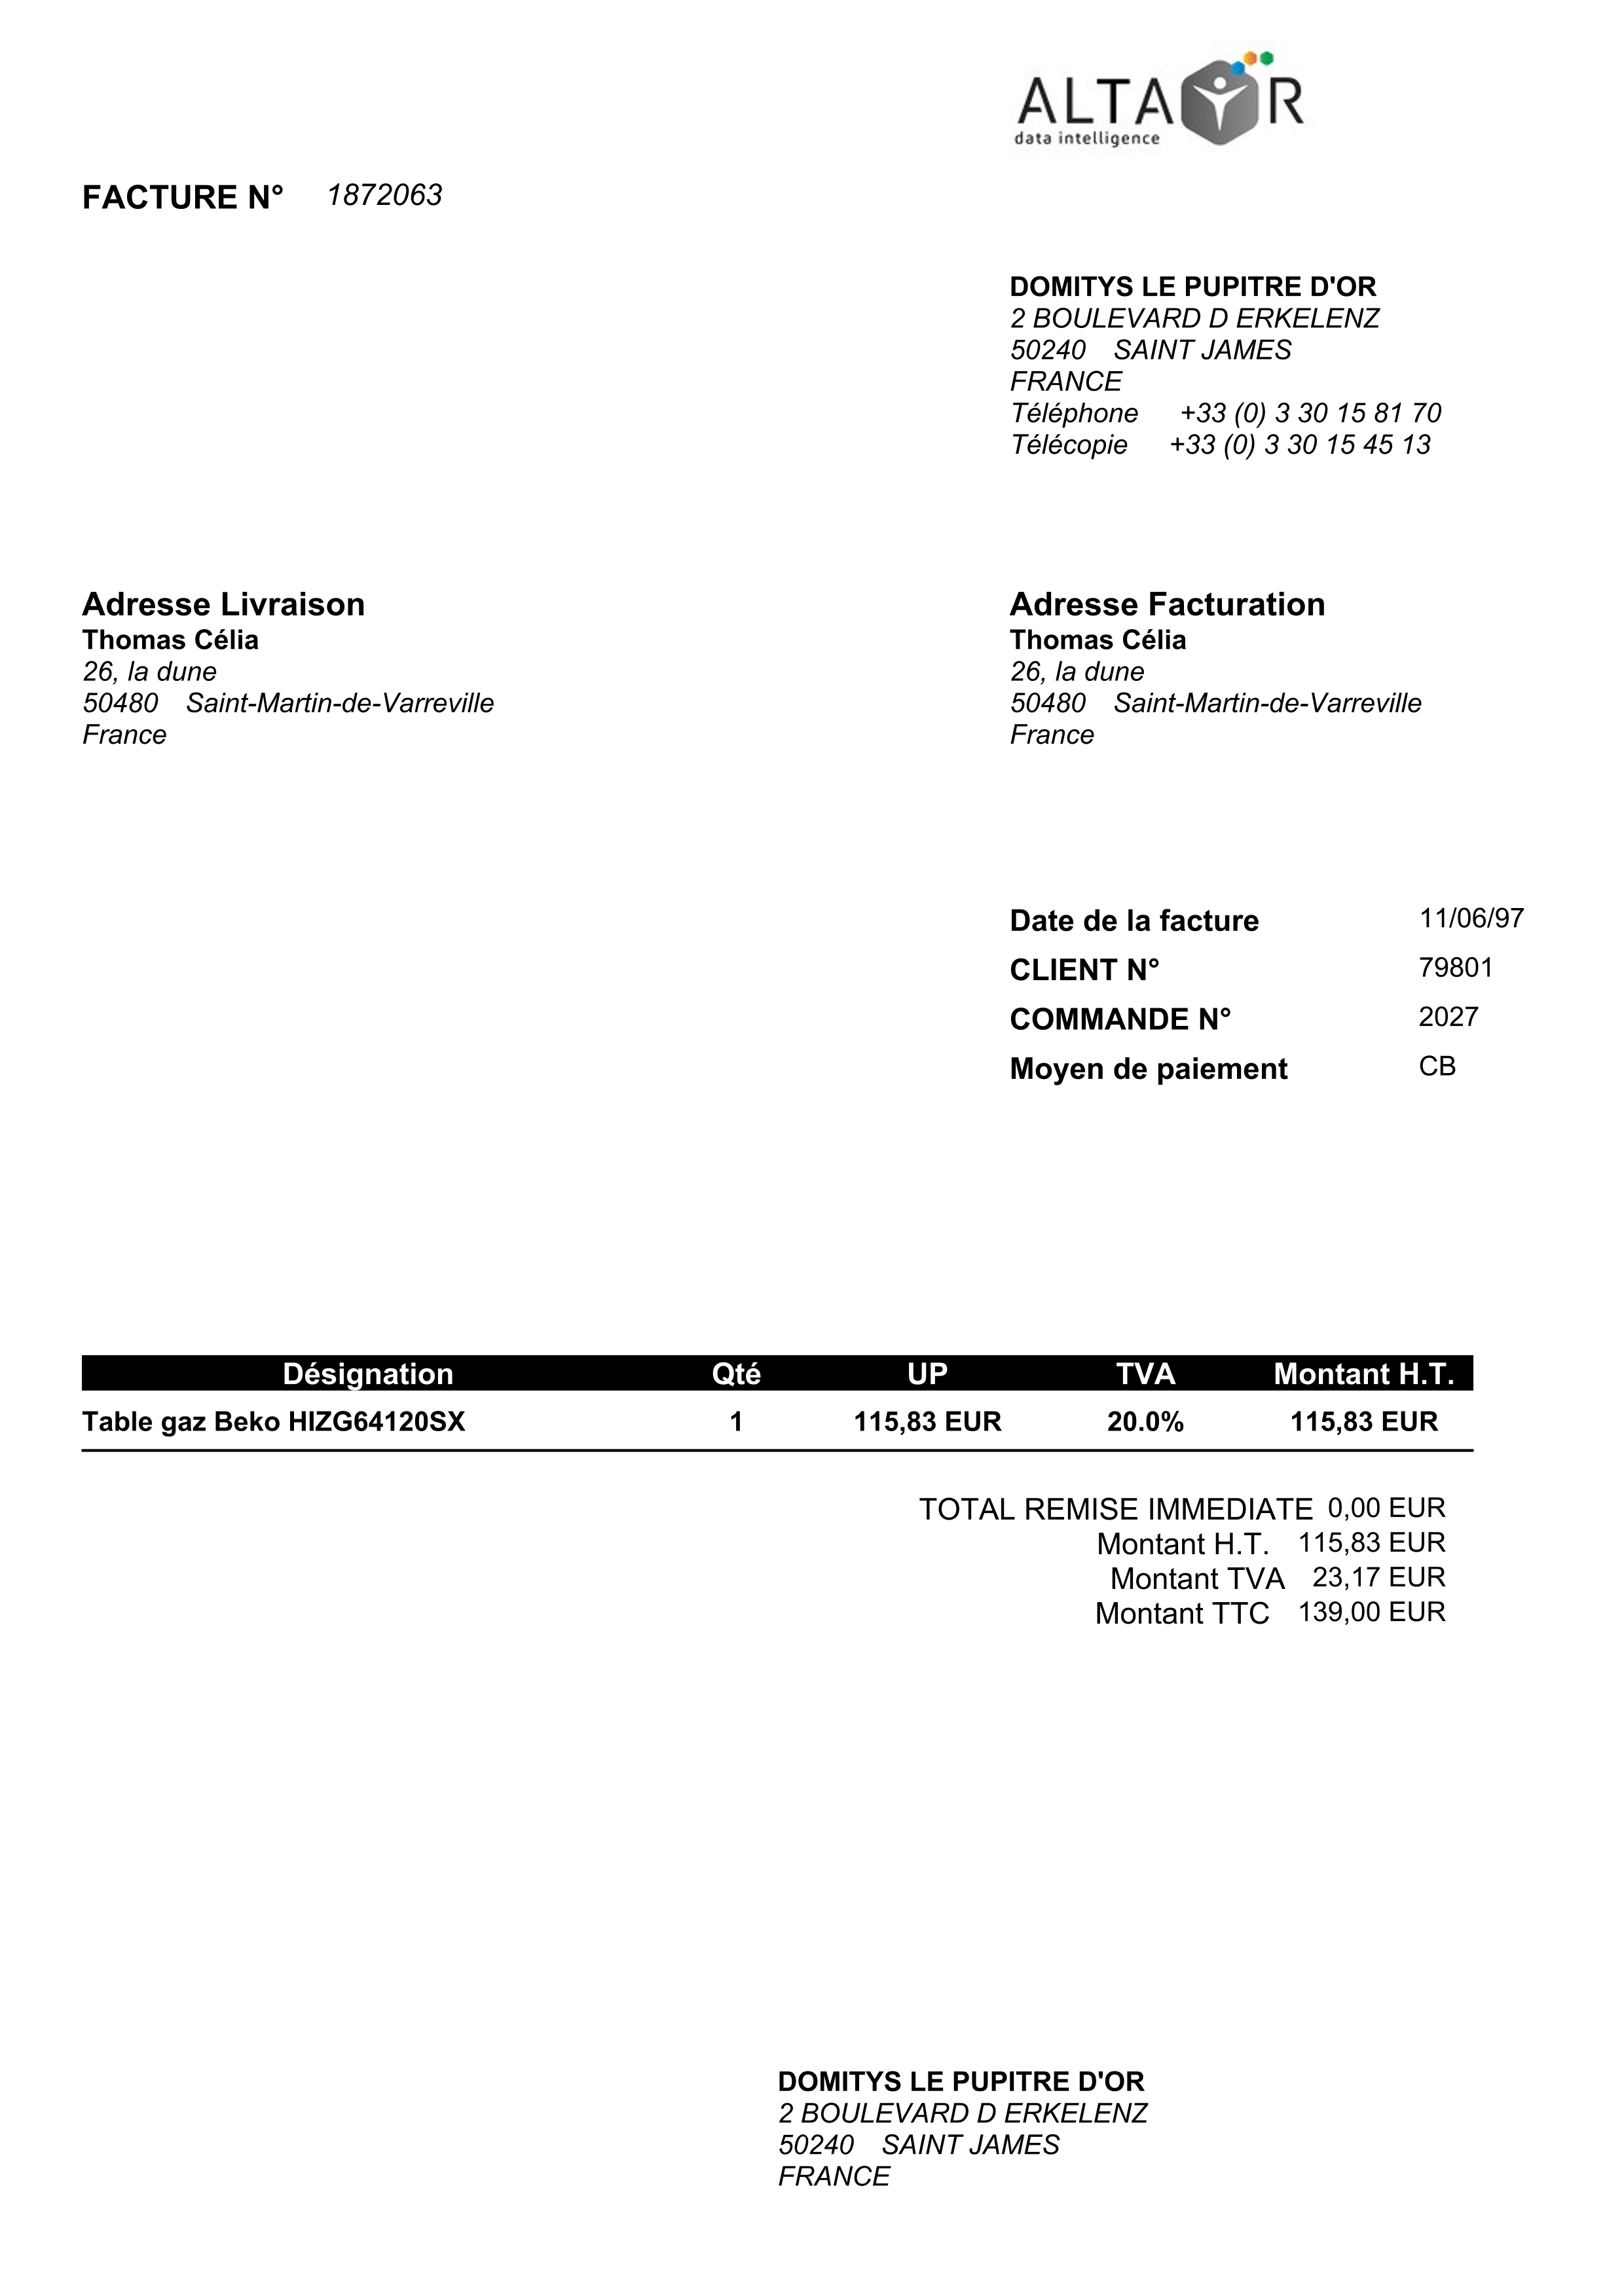 ALTAOR
data intelligence
FACTURE N° 1872063
DOMITYS LE PUPITRE D'OR
2 BOULEVARD D ERKELENZ
50240 SAINT JAMES
FRANCE
Téléphone +33 (0) 3 30 15 81 70
Télécopie +33 (0) 3 30 15 45 13
Adresse Livraison
Thomas Célia
26, la dune
50480 Saint-Martin-de-Varreville
France
Adresse Facturation
Thomas Célia
26, la dune
50480 Saint-Martin-de-Varreville
France
Date de la facture 11/06/97
CLIENT N° 79801
COMMANDE N° 2027
Moyen de paiement CB
Désignation Qté UP TVA Montant H.T.
Table gaz Beko HIZG64120SX 1 115,83 EUR 20.0% 115,83 EUR
TOTAL REMISE IMMEDIATE 0,00 EUR
Montant H.T. 115,83 EUR
Montant TVA 23,17 EUR
Montant TTC 139,00 EUR
DOMITYS LE PUPITRE D'OR
2 BOULEVARD D ERKELENZ
50240 SAINT JAMES
FRANCE